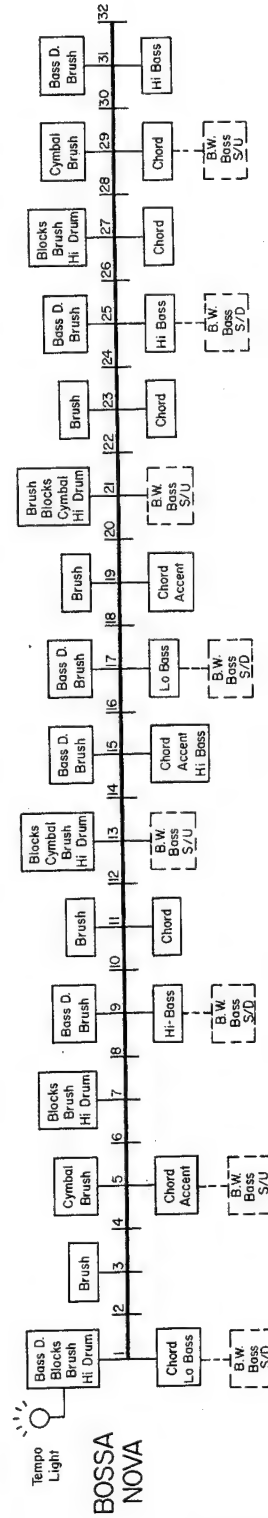 Tempo
Light
BOSSA
NOVA
Bass D.
Blocks
Brush
Hi Drum
Brush
Cymbal
Brush
Blocks
Brush
Hi Drum
Bass D.
Brush
Brush
Blocks
Cymbal
Brush
Hi Drum
Bass D.
Brush
Bass D.
Brush
Brush
Brush
Blocks
Cymbal
Hi Drum
Brush
Bass D.
Brush
Blocks
Brush
Hi Drum
Cymbal
Brush
Bass D.
Brush
1 2 3 4 5 6 7 8 9 10 11 12 13 14 15 16 17 18 19 20 21 22 23 24 25 26 27 28 29 30 31 32
Chord
Lo Bass
Chord
Accent
Hi-Bass
Chord
B.W.
Bass
S/U
Chord
Accent
Hi Bass
Lo Bass
Chord
Accent
B.W.
Bass
S/U
Chord
Hi Bass
Chord
Chord
Hi Bass
B.W.
Bass
S/D
B.W.
Bass
S/U
B.W.
Bass
S/D
B.W.
Bass
S/D
B.W.
Bass
S/D
B.W.
Bass
S/U